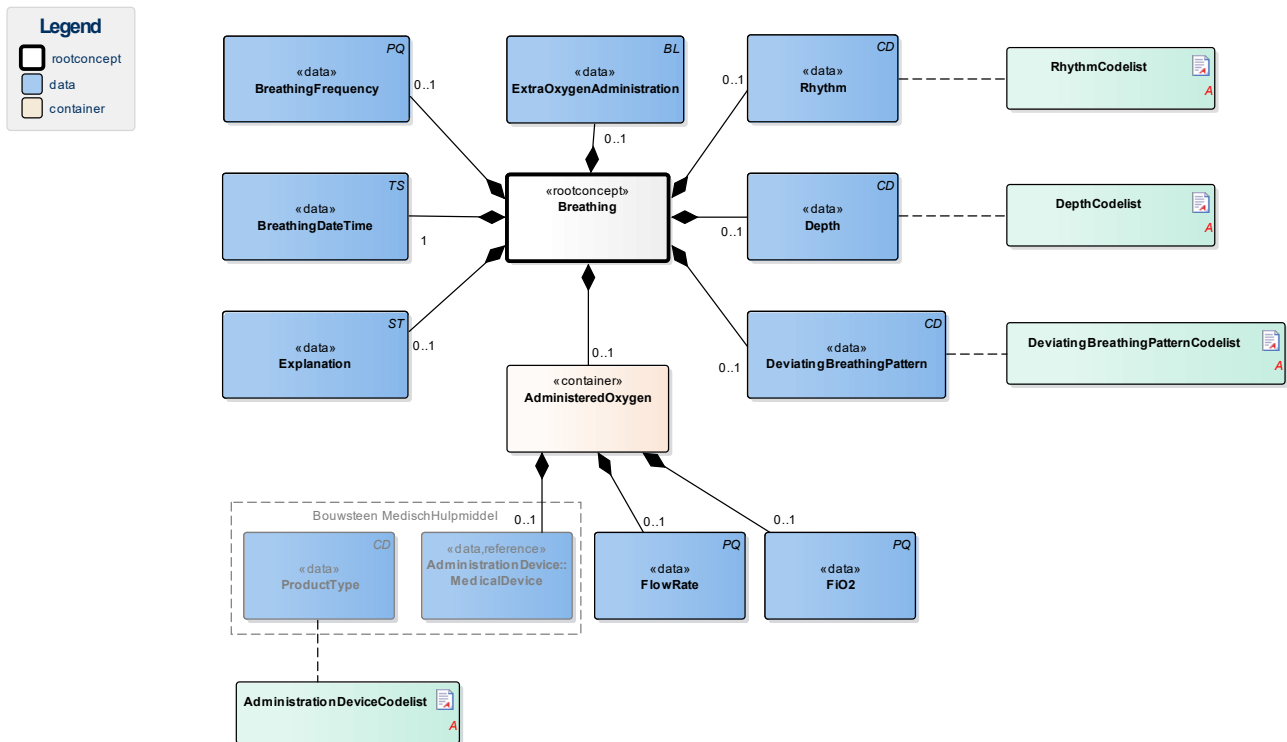 Legend
rootconcept
data
container
PQ
«data»
BreathingFrequency
0..1
BL
«data»
ExtraOxygenAdministration
0..1
CD
«data»
Rhythm
0..1
RhythmCodelist
A
TS
«data»
BreathingDateTime
1
«rootconcept»
Breathing
CD
«data»
Depth
0..1
DepthCodelist
A
ST
«data»
Explanation
0..1
CD
«data»
DeviatingBreathingPattern
0..1
DeviatingBreathingPatternCodelist
A
0..1
«container»
AdministeredOxygen
Bouwsteen MedischHulpmiddel
0..1
0..1
0..1
CD
«data»
ProductType
«data,reference»
AdministrationDevice::
MedicalDevice
PQ
«data»
FlowRate
PQ
«data»
FiO2
AdministrationDeviceCodelist
A